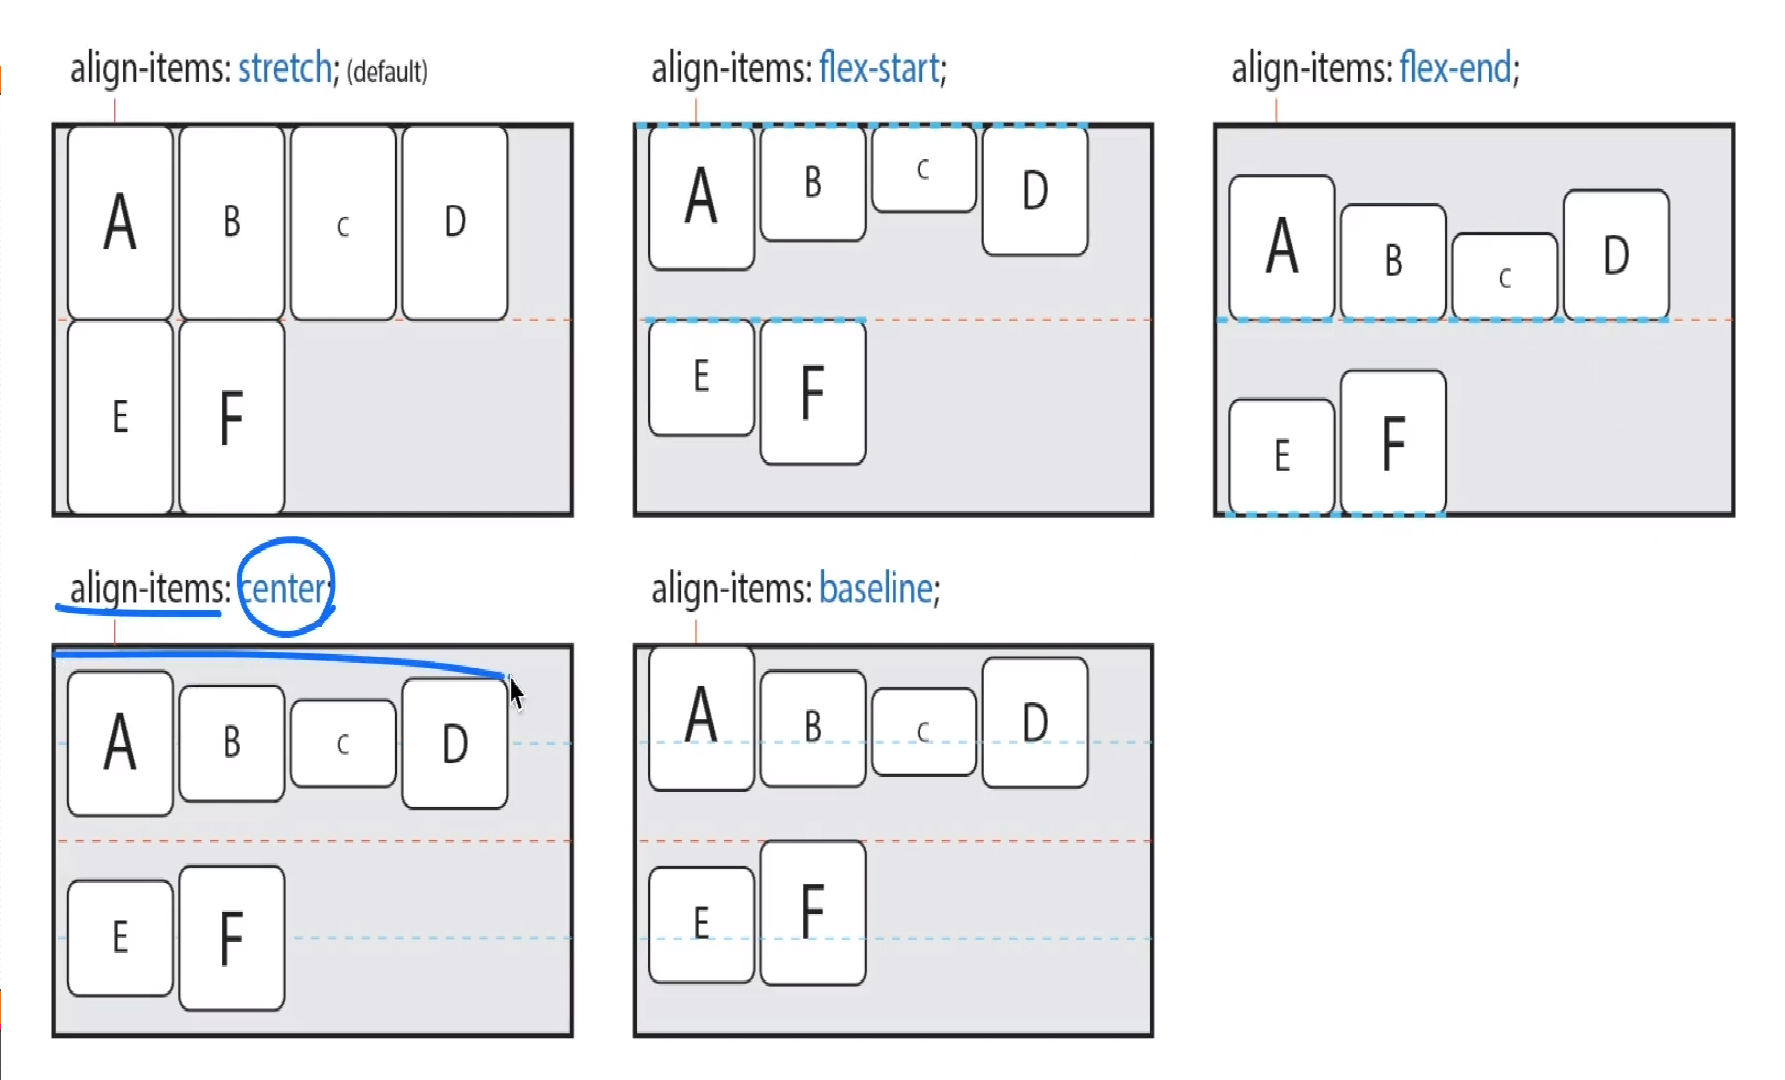 align-items: stretch; (default)
A B C D
E F
align-items: flex-start;
A B C D
E F
align-items: flex-end;
A B C D
E F
align-items: center;
A B C D
E F
align-items: baseline;
A B C D
E F